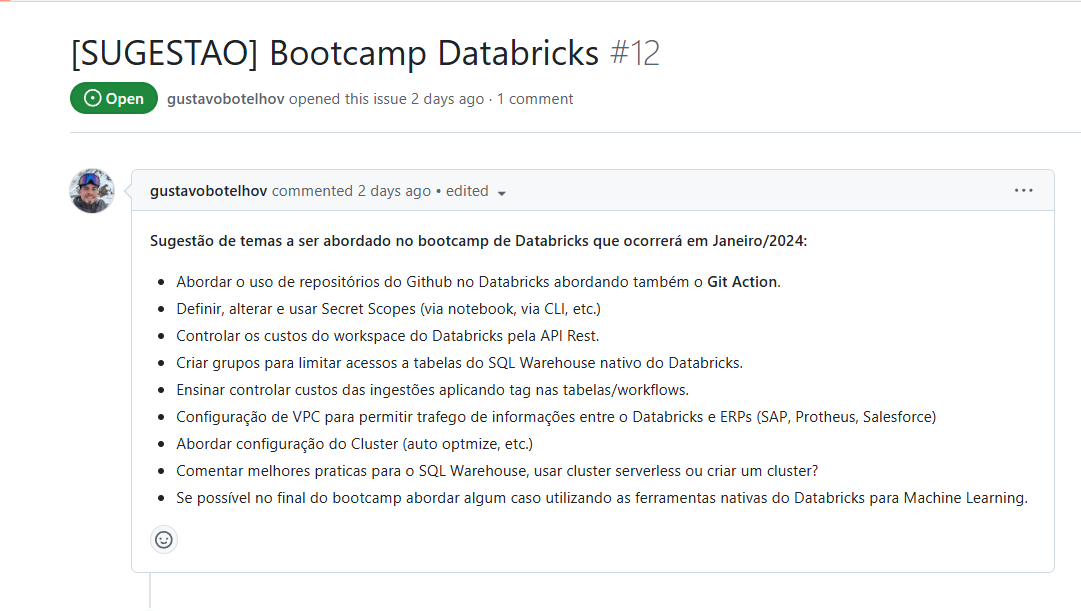 [SUGESTAO] Bootcamp Databricks #12
Open gustavobotelhov opened this issue 2 days ago · 1 comment
gustavobotelhov commented 2 days ago • edited
Sugestão de temas a ser abordado no bootcamp de Databricks que ocorrerá em Janeiro/2024:
• Abordar o uso de repositórios do Github no Databricks abordando também o Git Action.
• Definir, alterar e usar Secret Scopes (via notebook, via CLI, etc.)
• Controlar os custos do workspace do Databricks pela API Rest.
• Criar grupos para limitar acessos a tabelas do SQL Warehouse nativo do Databricks.
• Ensinar controlar custos das ingestões aplicando tag nas tabelas/workflows.
• Configuração de VPC para permitir trafego de informações entre o Databricks e ERPs (SAP, Protheus, Salesforce)
• Abordar configuração do Cluster (auto optmize, etc.)
• Comentar melhores praticas para o SQL Warehouse, usar cluster serverless ou criar um cluster?
• Se possível no final do bootcamp abordar algum caso utilizando as ferramentas nativas do Databricks para Machine Learning.